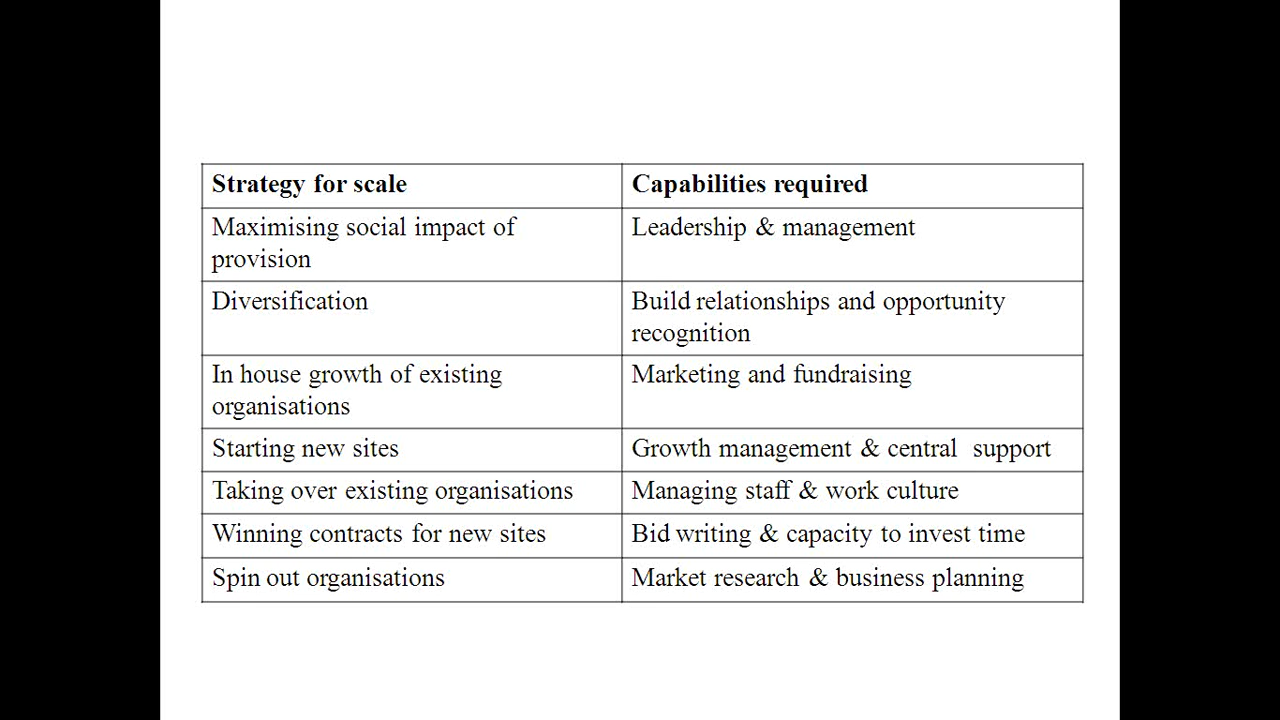 Strategy for scale
Capabilities required
Maximising social impact of
provision
Leadership & management
Diversification
Build relationships and opportunity
recognition
In house growth of existing
organisations
Marketing and fundraising
Starting new sites
Growth management & central  support
Taking over existing organisations
Managing staff & work culture
Winning contracts for new sites
Bid writing & capacity to invest time
Spin out organisations
Market research & business planning